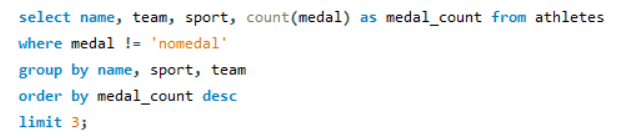 select name, team, sport, count(medal) as medal_count from athletes
where medal != 'nomedal'
group by name, sport, team
order by medal_count desc
limit 3;